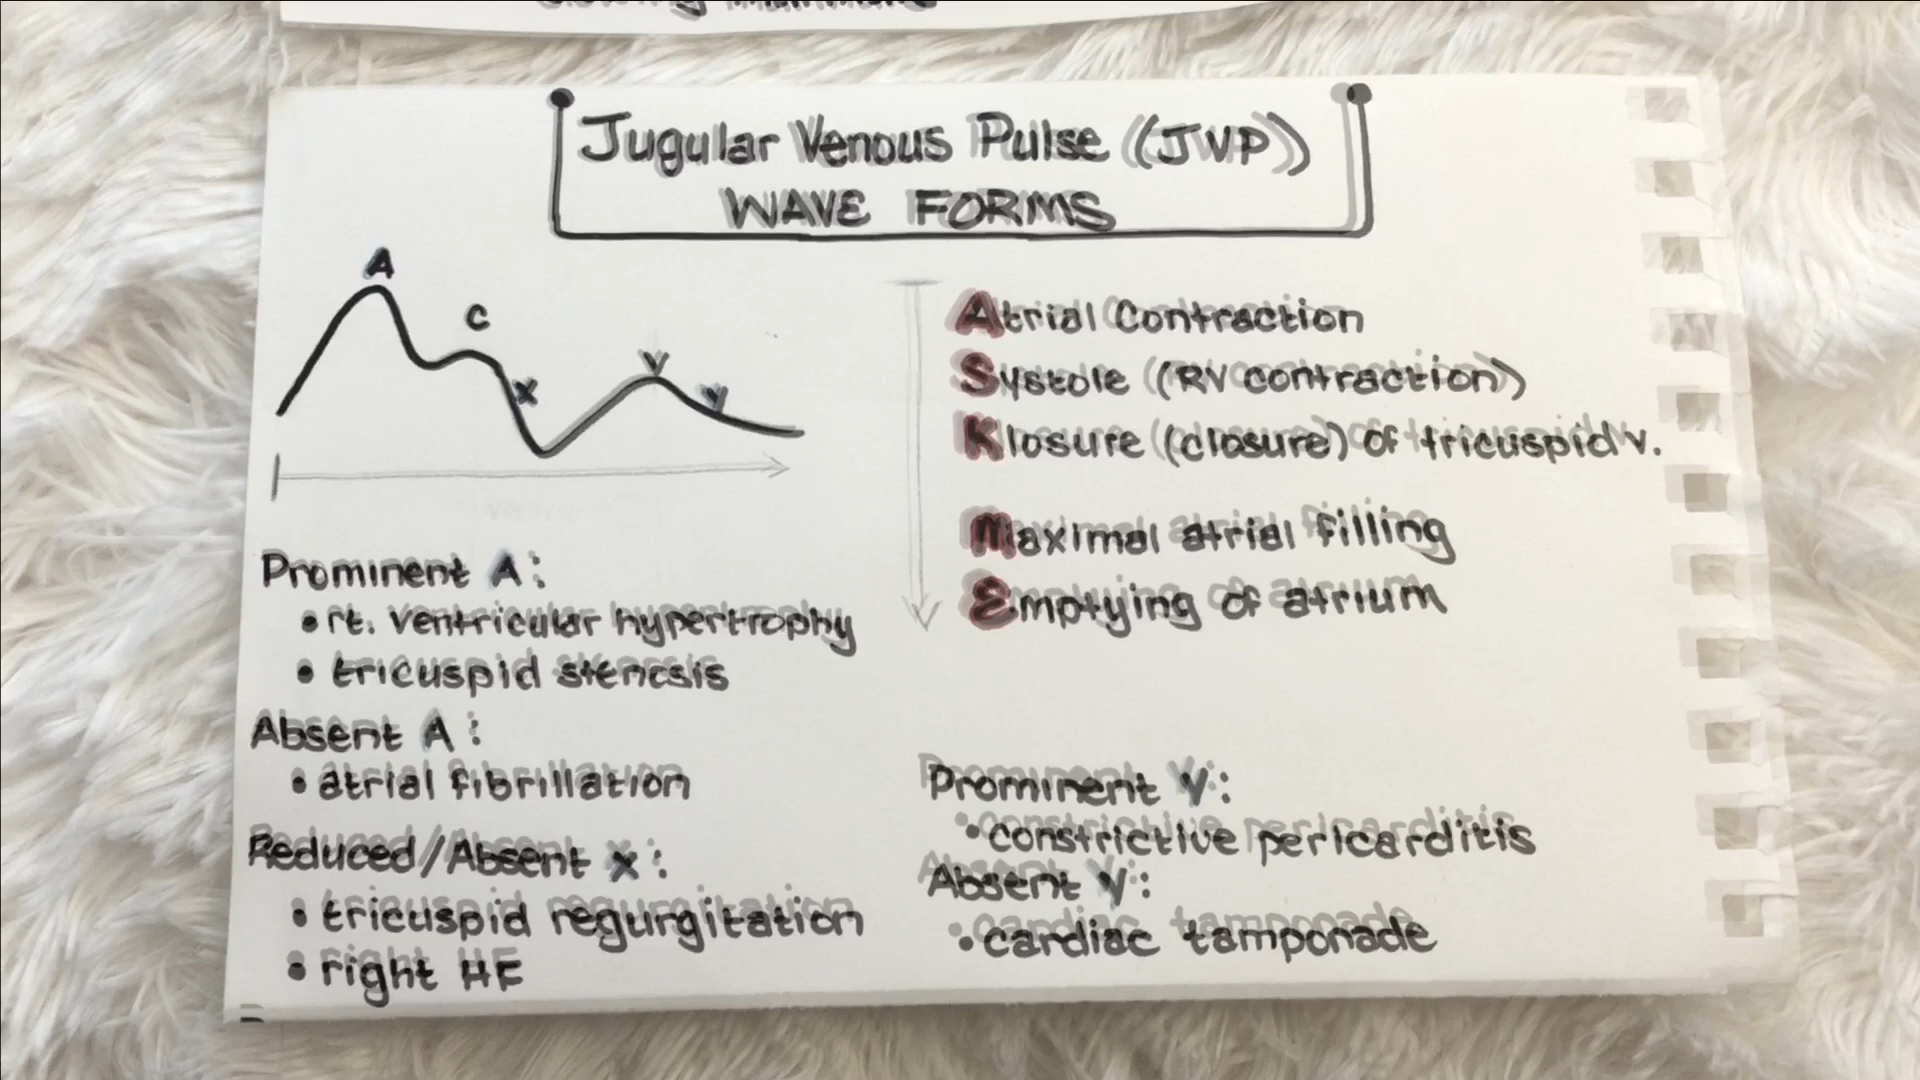 Jugular Venous Pulse (JVP)
WAVE FORMS
A
C
X
V
y
Atrial Contraction
Systole (RV contraction)
Klosure (closure) of tricuspid v.
Maximal atrial filling
Emptying of atrium
Prominent A:
• rt. ventricular hypertrophy
• tricuspid stenosis
Absent A:
• atrial fibrillation
Reduced/Absent x:
• tricuspid regurgitation
• right HF
Prominent Y:
• constrictive pericarditis
Absent Y:
• cardiac tamponade